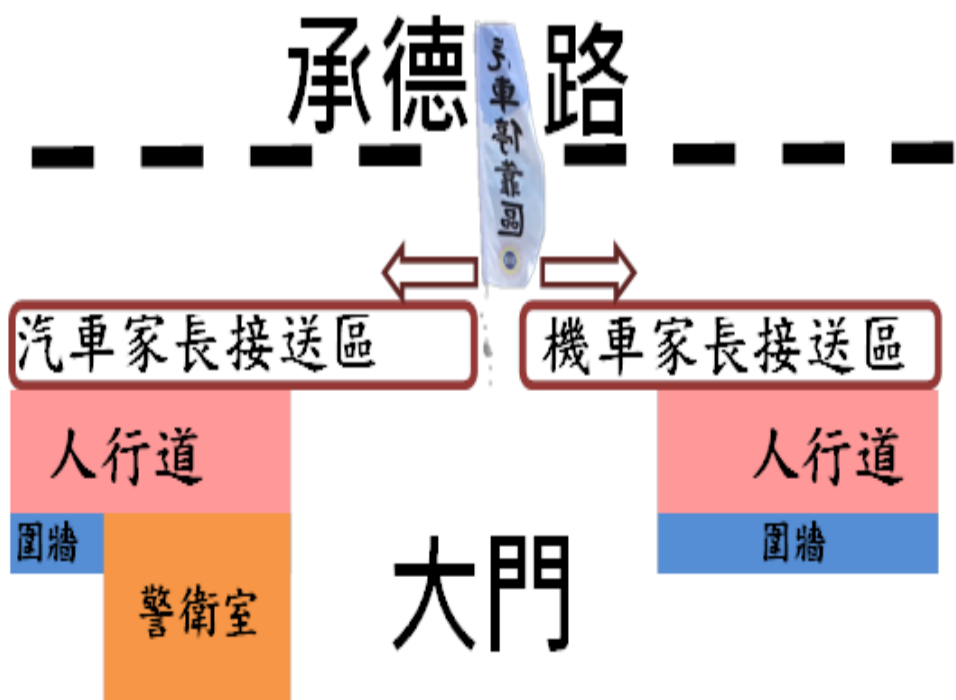 承德路
汽車停靠區
汽車家長接送區
機車家長接送區
人行道
人行道
圍牆
圍牆
警衛室
大門